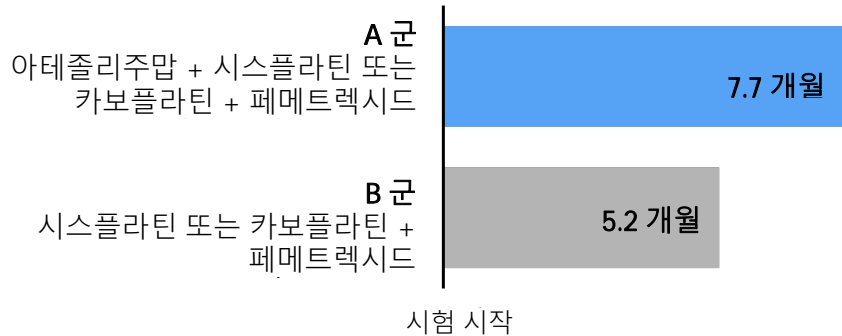 A 군
아테졸리주맙 + 시스플라틴 또는
카보플라틴 + 페메트렉시드
7.7 개월
B 군
시스플라틴 또는 카보플라틴 +
페메트렉시드
5.2 개월
시험 시작